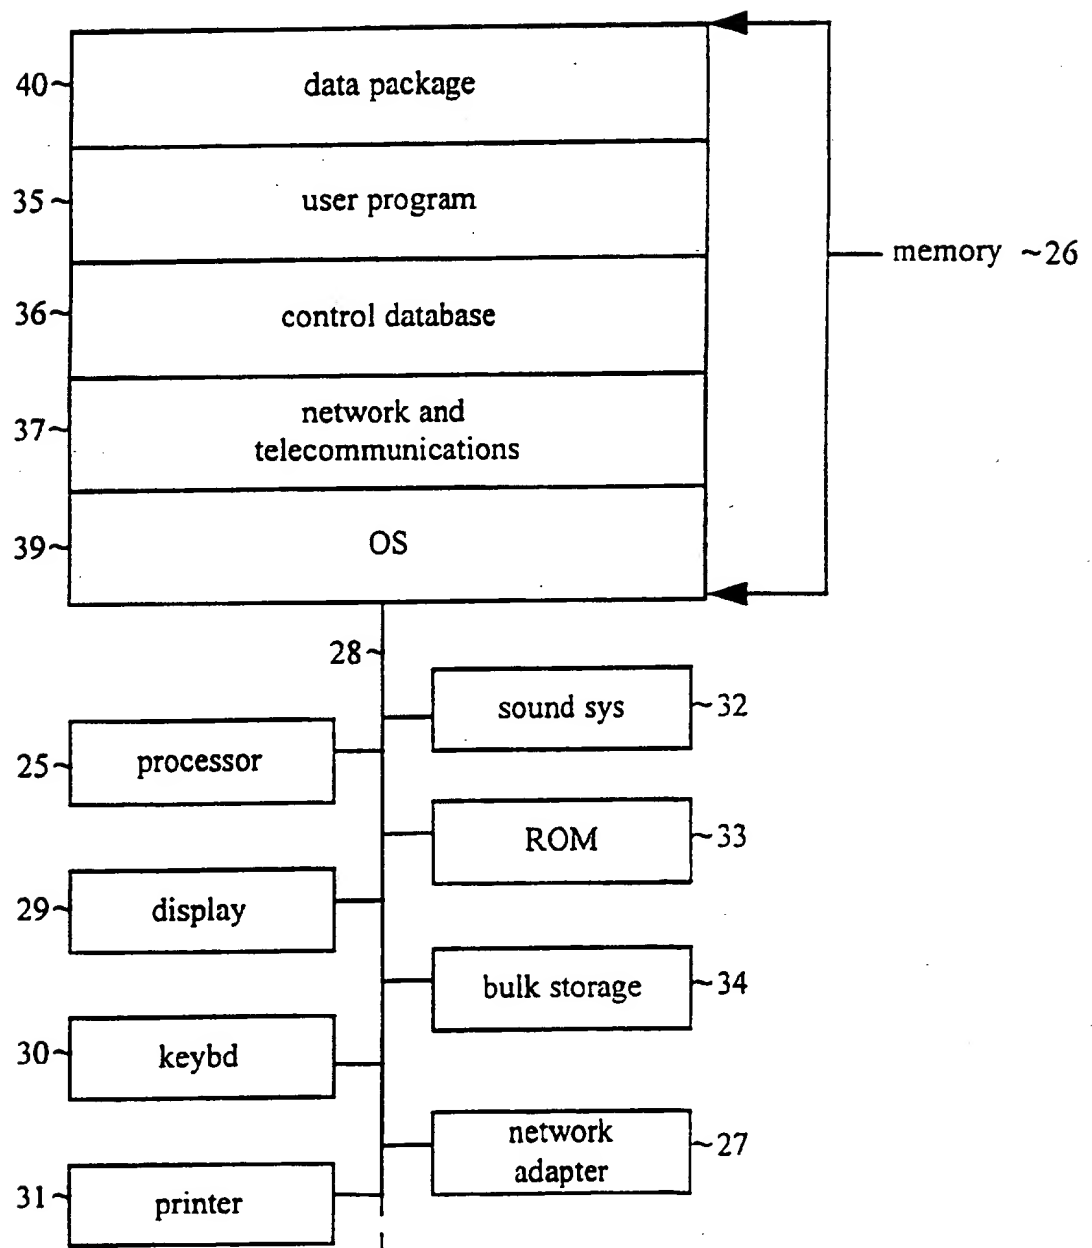 40~ data package
35~ user program
memory ~26
36~ control database
37~ network and
telecommunications
39~ OS
28~
sound sys ~32
25~ processor
ROM ~33
29~ display
bulk storage ~34
30~ keybd
network
adapter ~27
31~ printer